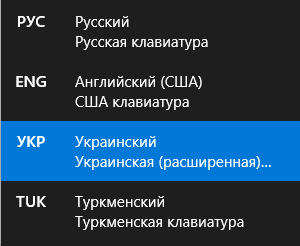 РУС Русский
Русская клавиатура
ENG Английский (США)
США клавиатура
УКР Украинский
Украинская (расширенная)...
TUK Туркменский
Туркменская клавиатура